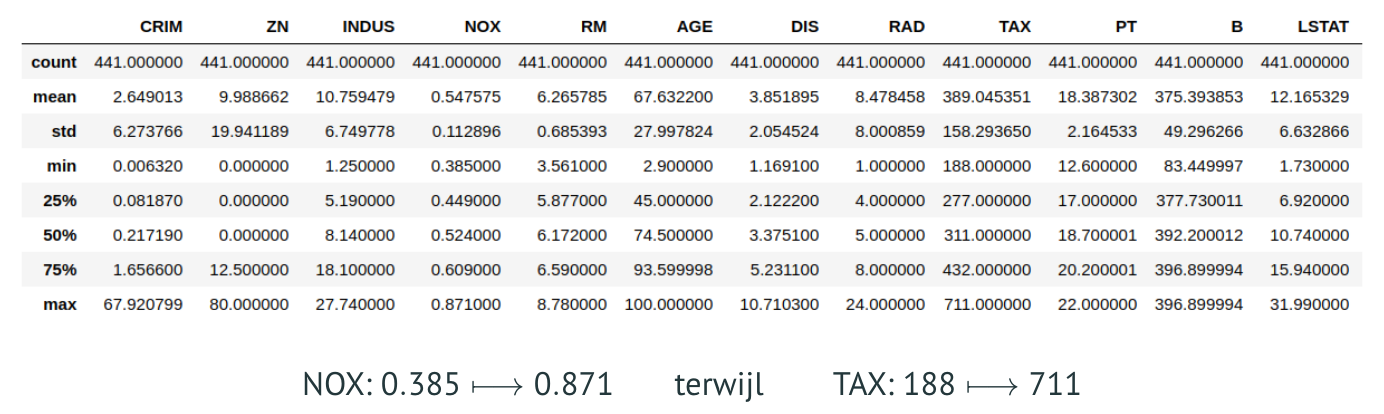 CRIM ZN INDUS NOX RM AGE DIS RAD TAX PT B LSTAT
count 441.000000 441.000000 441.000000 441.000000 441.000000 441.000000 441.000000 441.000000 441.000000 441.000000 441.000000 441.000000
mean 2.649013 9.988662 10.759479 0.547575 6.265785 67.632200 3.851895 8.478458 389.045351 18.387302 375.393853 12.165329
std 6.273766 19.941189 6.749778 0.112896 0.685393 27.997824 2.054524 8.000859 158.293650 2.164533 49.296266 6.632866
min 0.006320 0.000000 1.250000 0.385000 3.561000 2.900000 1.169100 1.000000 188.000000 12.600000 83.449997 1.730000
25% 0.081870 0.000000 5.190000 0.449000 5.877000 45.000000 2.122200 4.000000 277.000000 17.000000 377.730011 6.920000
50% 0.217190 0.000000 8.140000 0.524000 6.172000 74.500000 3.375100 5.000000 311.000000 18.700001 392.200012 10.740000
75% 1.656600 12.500000 18.100000 0.609000 6.590000 93.599998 5.231100 8.000000 432.000000 20.200001 396.899994 15.940000
max 67.920799 80.000000 27.740000 0.871000 8.780000 100.000000 10.710300 24.000000 711.000000 22.000000 396.899994 31.990000
NOX: 0.385 ⟼ 0.871 terwijl TAX: 188 ⟼ 711